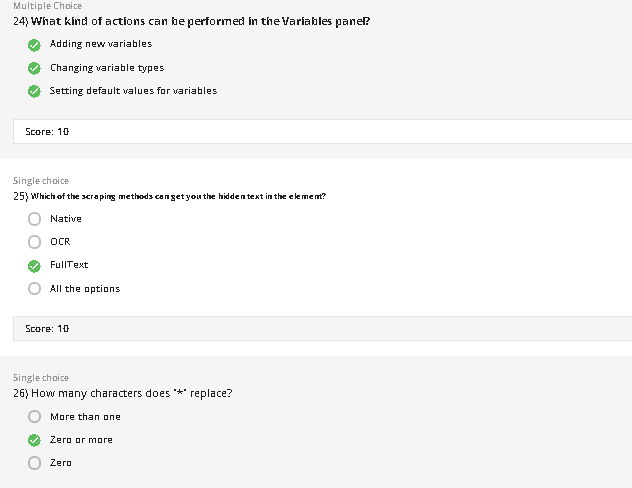 Multiple Choice
24) What kind of actions can be performed in the Variables panel?
Adding new variables
Changing variable types
Setting default values for variables
Score: 10
Single choice
25) Which of the scraping methods can get you the hidden text in the element?
Native
OCR
FullText
All the options
Score: 10
Single choice
26) How many characters does "*" replace?
More than one
Zero or more
Zero